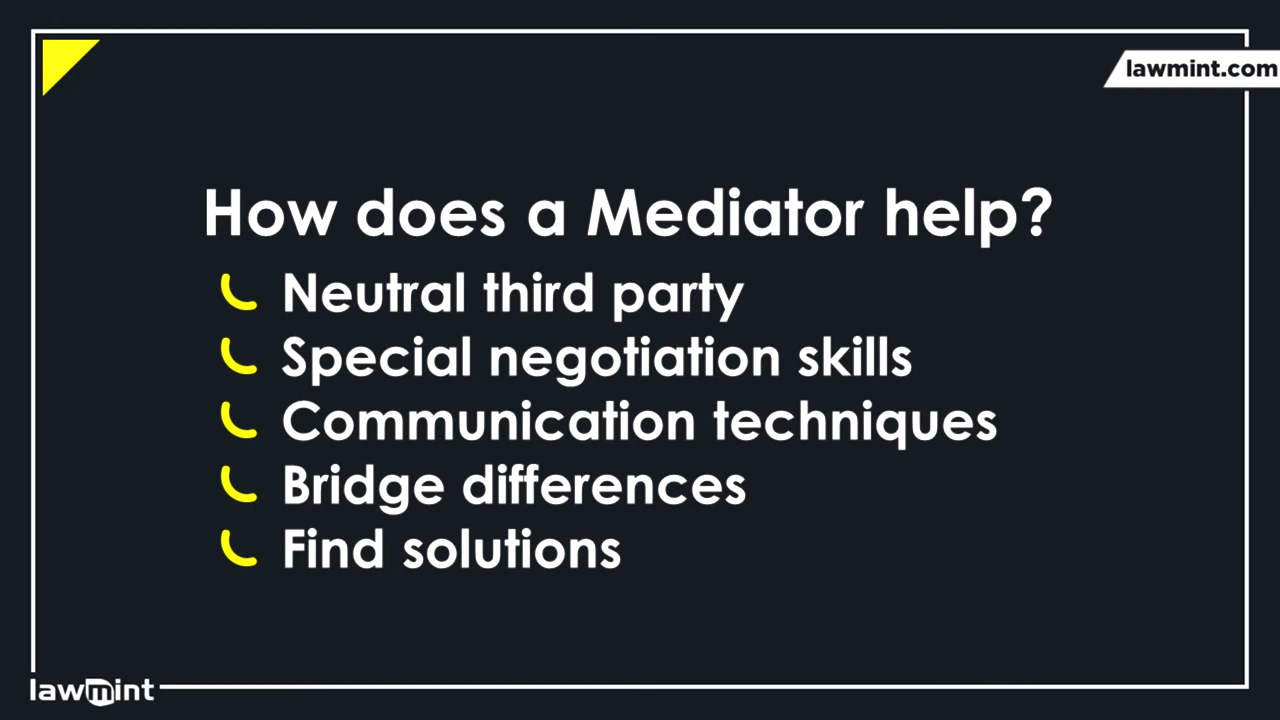 lawmint.com
How does a Mediator help?
Neutral third party
Special negotiation skills
Communication techniques
Bridge differences
Find solutions
lawmint